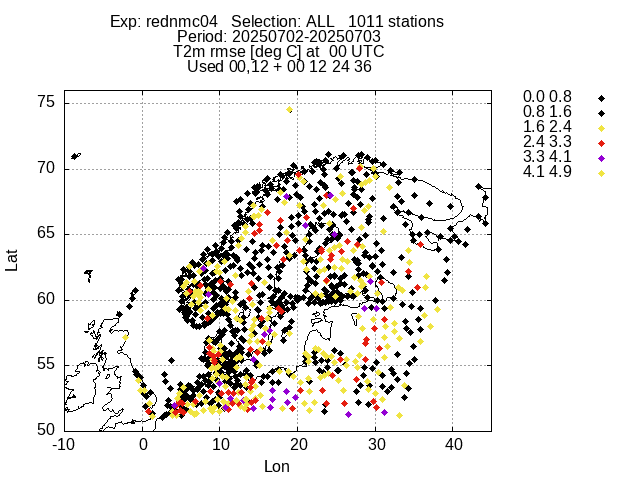 Exp: rednmc04 Selection: ALL 1011 stations
Period: 20250702-20250703
T2m rmse [deg C] at 00 UTC
Used 00,12 + 00 12 24 36
0.0 0.8
0.8 1.6
1.6 2.4
2.4 3.3
3.3 4.1
4.1 4.9
75
70
65
60
55
50
Lat
-10 0 10 20 30 40
Lon